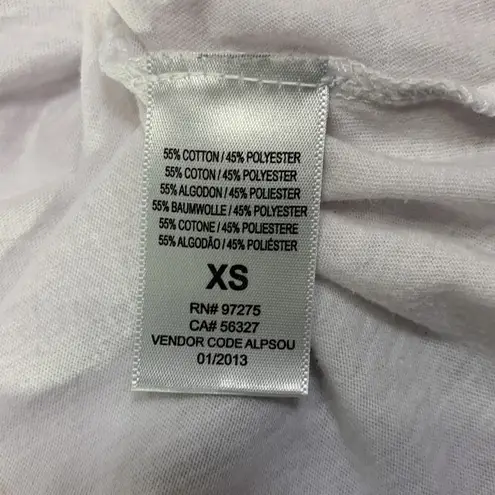 55% COTTON / 45% POLYESTER
55% COTON / 45% POLYESTER
55% ALGODON / 45% POLIESTER
55% BAUMWOLLE / 45% POLYESTER
55% COTONE / 45% POLIESTERE
55% ALGODÃO / 45% POLIÉSTER
XS
RN# 97275
CA# 56327
VENDOR CODE ALPSOU
01/2013